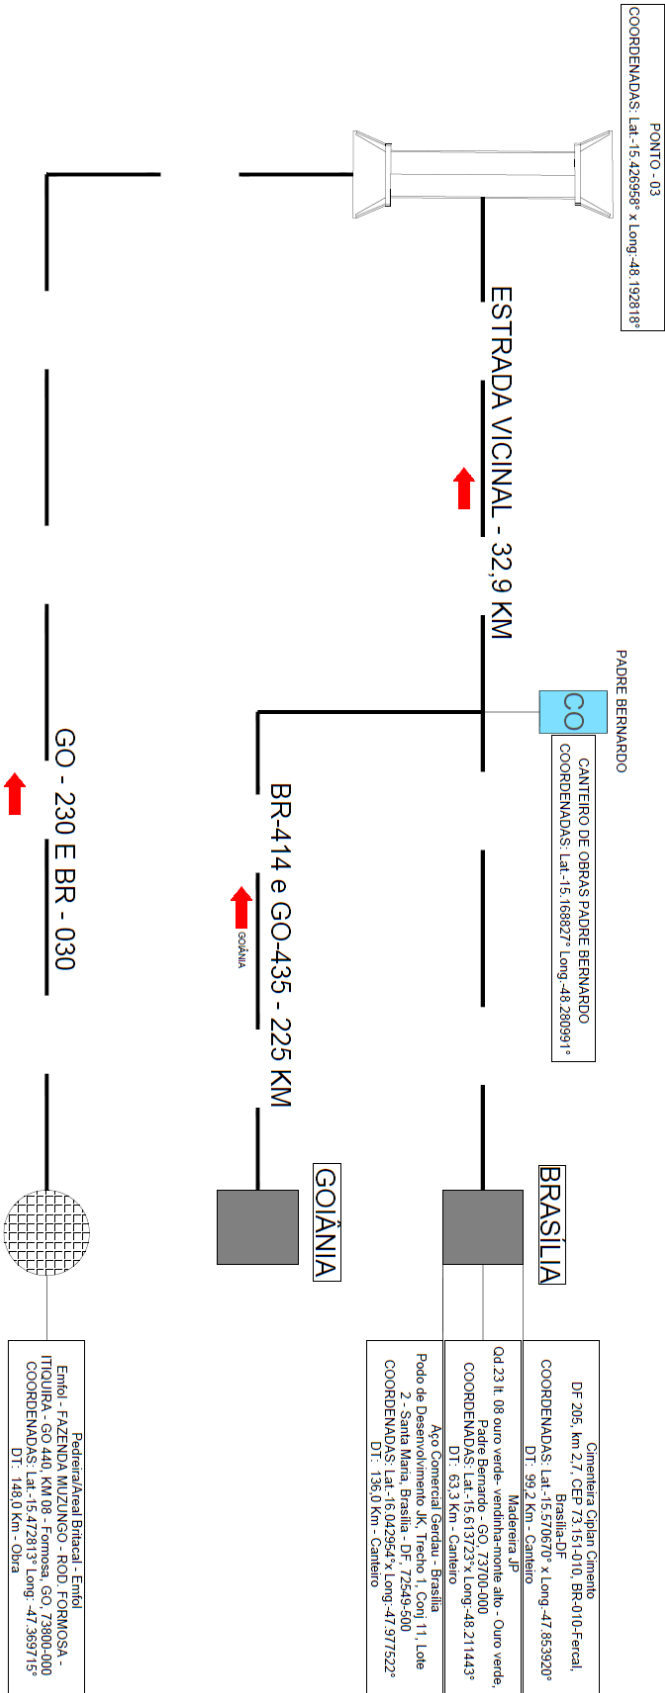 PONTO - 03
COORDENADAS: Lat.-15.426958° x Long:-48.192818°
ESTRADA VICINAL - 32,9 KM
PADRE BERNARDO
CO
CANTEIRO DE OBRAS PADRE BERNARDO
COORDENADAS: Lat.-15.168827° Long.-48.280991°
BR-414 e GO-435 - 225 KM
GOIÂNIA
GO - 230 E BR - 030
BRASÍLIA
GOIÂNIA
Cimenteira Ciplan Cimento
DF 205, km 2,7, CEP 73.151-010, BR-010-Fercal,
Brasília-DF
COORDENADAS: Lat.-15.570670° x Long.-47.853920°
DT: 99,2 Km - Canteiro
Madereira JP
Qd.23 lt. 08 ouro verde- vendinha-monte alto - Ouro verde,
Padre Bernardo - GO, 73700-000
COORDENADAS: Lat.-15.613723°x Long:-48.211443°
DT: 63,3 Km - Canteiro
Aço Comercial Gerdau - Brasília
Podo de Desenvolvimento JK, Trecho 1, Conj 11, Lote
2 - Santa Maria, Brasília - DF, 72549-500
COORDENADAS: Lat.-16.042954°x Long:-47.977522°
DT: 136,0 Km - Canteiro
Pedreira/Areal Britacal - Emfol
Emfol - FAZENDA MUZUNGO - ROD. FORMOSA -
ITIQUIRA - GO 440, KM 08 - Formosa, GO, 73800-000
COORDENADAS: Lat.-15.472813° Long: -47.369715°
DT: 148,0 Km - Obra